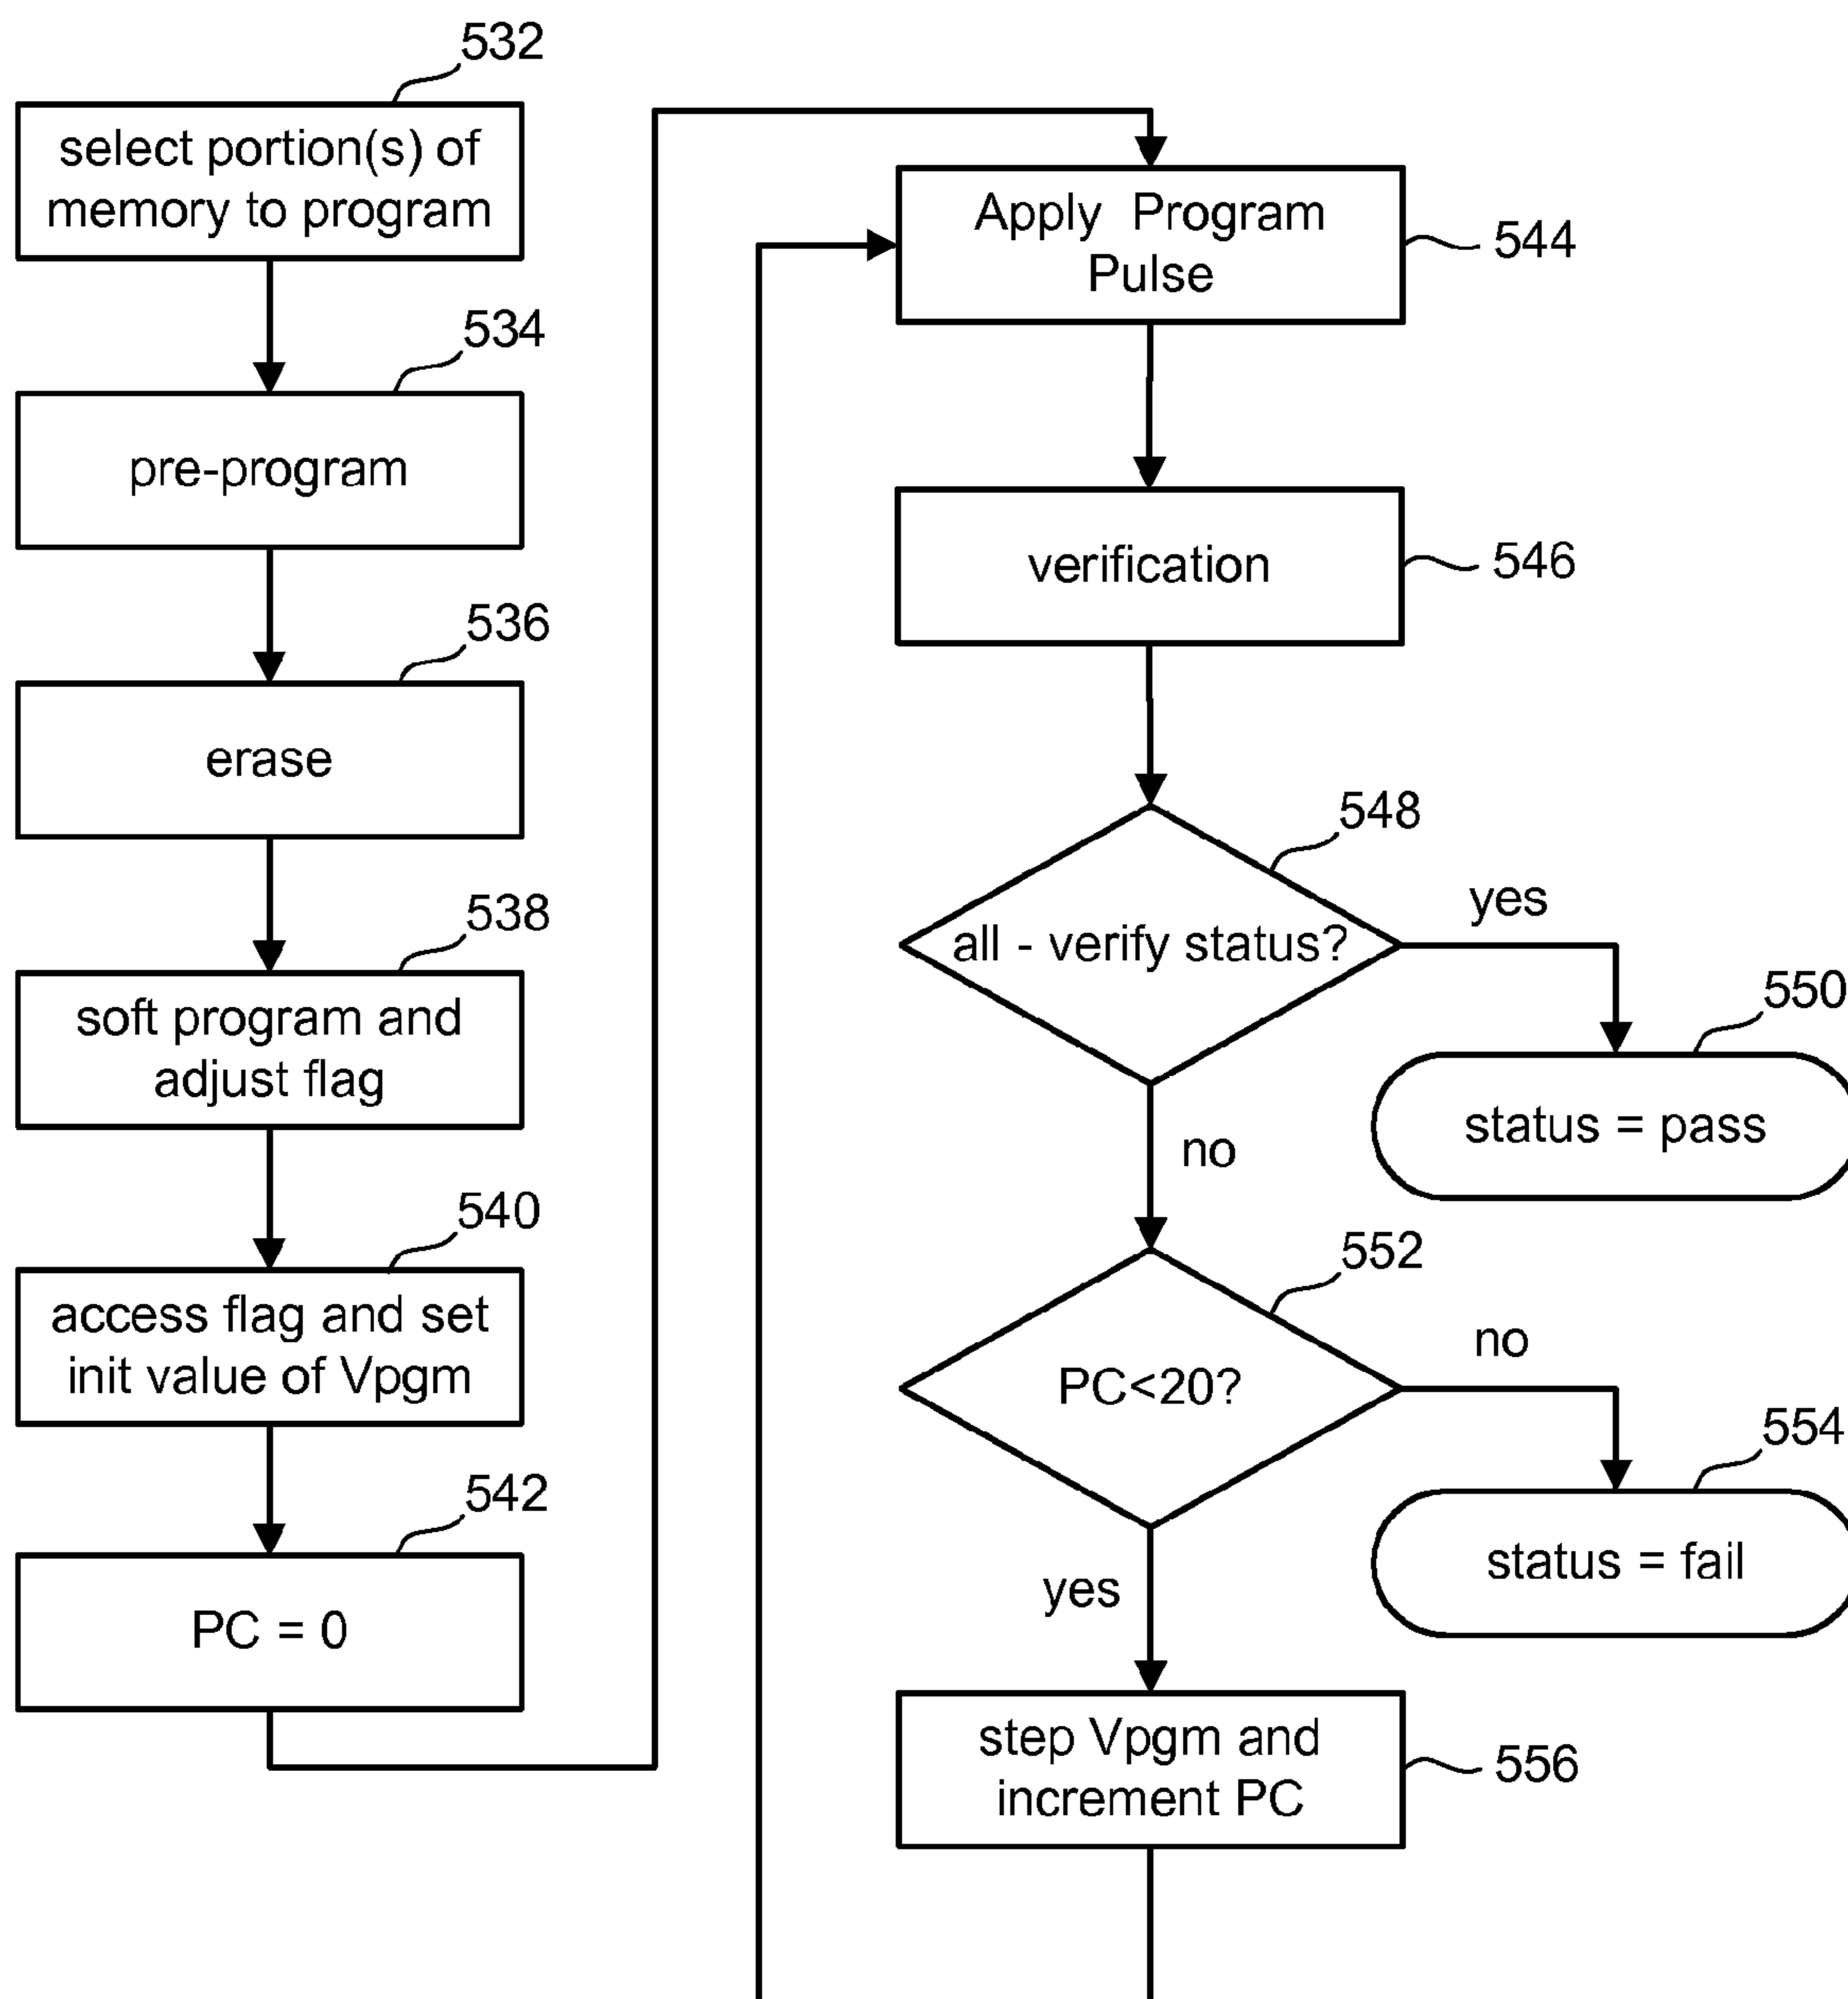 532
select portion(s) of
memory to program
534
pre-program
536
erase
538
soft program and
adjust flag
540
access flag and set
init value of Vpgm
542
PC = 0
Apply Program
Pulse
544
verification
546
548
all - verify status?
yes
550
status = pass
no
552
PC<20?
no
554
status = fail
yes
step Vpgm and
increment PC
556